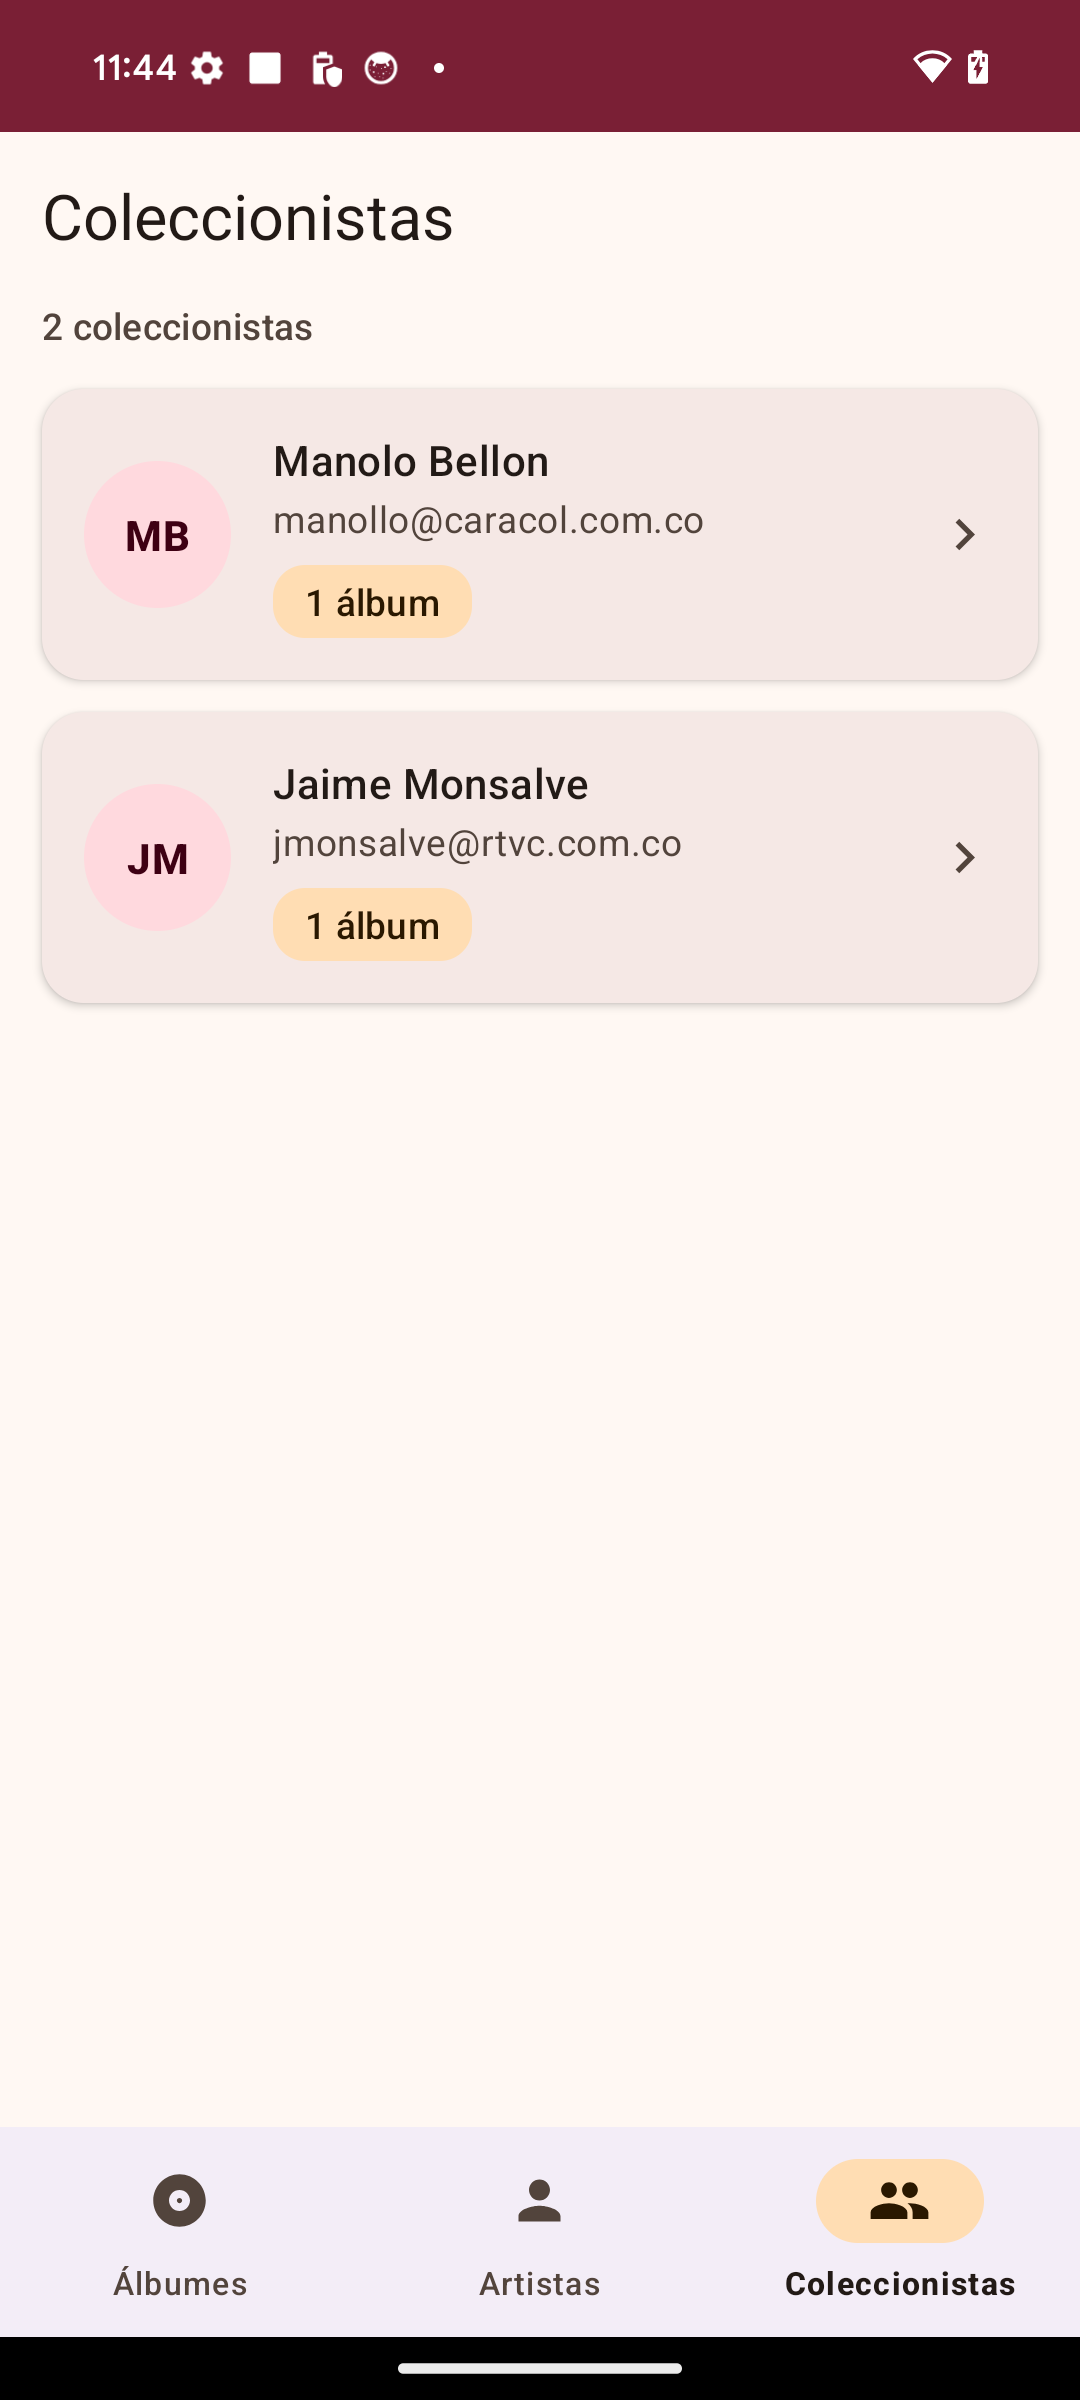 11:44
Coleccionistas
2 coleccionistas
MB
Manolo Bellon
manollo@caracol.com.co
1 álbum
JM
Jaime Monsalve
jmonsalve@rtvc.com.co
1 álbum
Álbumes
Artistas
Coleccionistas